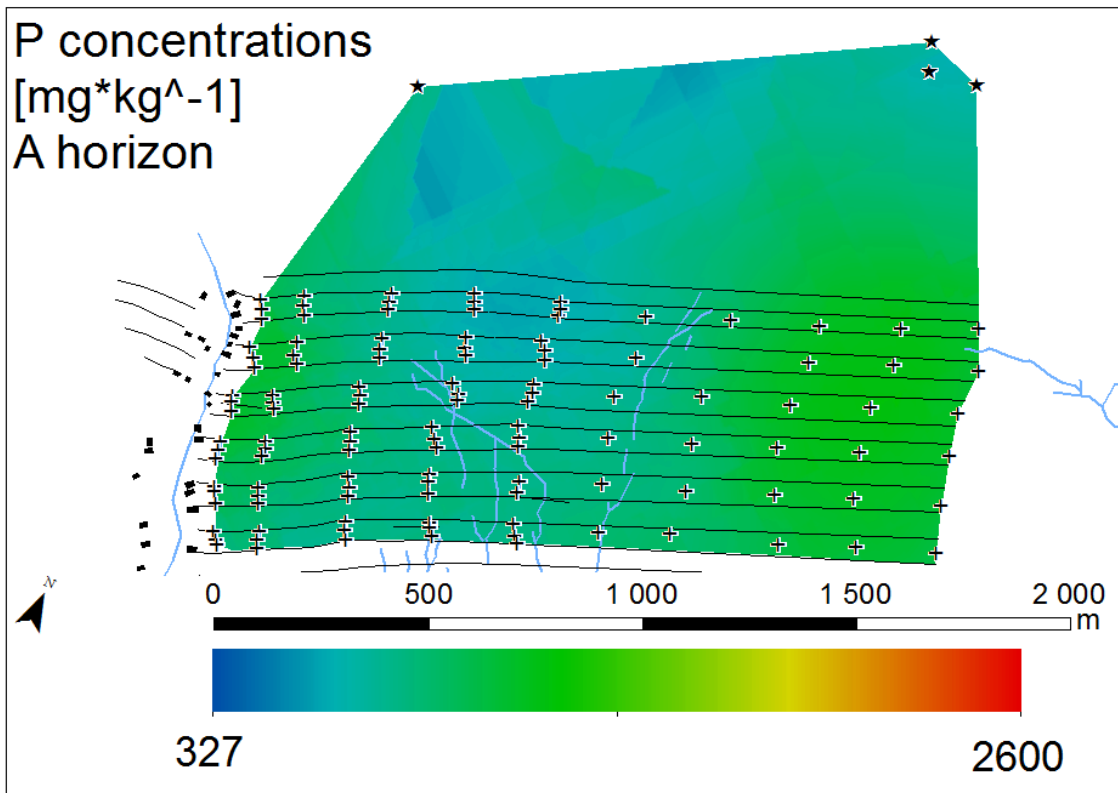 P concentrations
[mg*kg^-1]
A horizon
N
0 500 1 000 1 500 2 000
m
327 2600